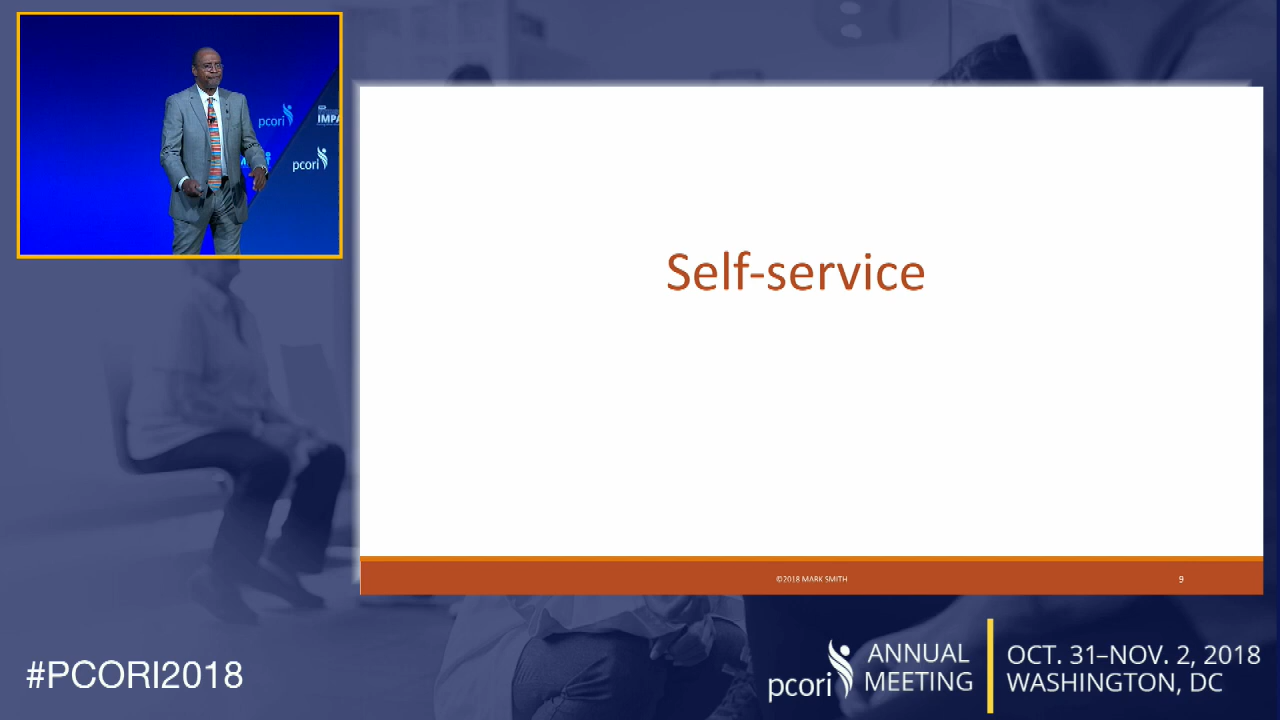 pcori
IMPA
pcori
Self-service
©2018 MARK SMITH
9
#PCORI2018
pcori
ANNUAL
MEETING
OCT. 31–NOV. 2, 2018
WASHINGTON, DC